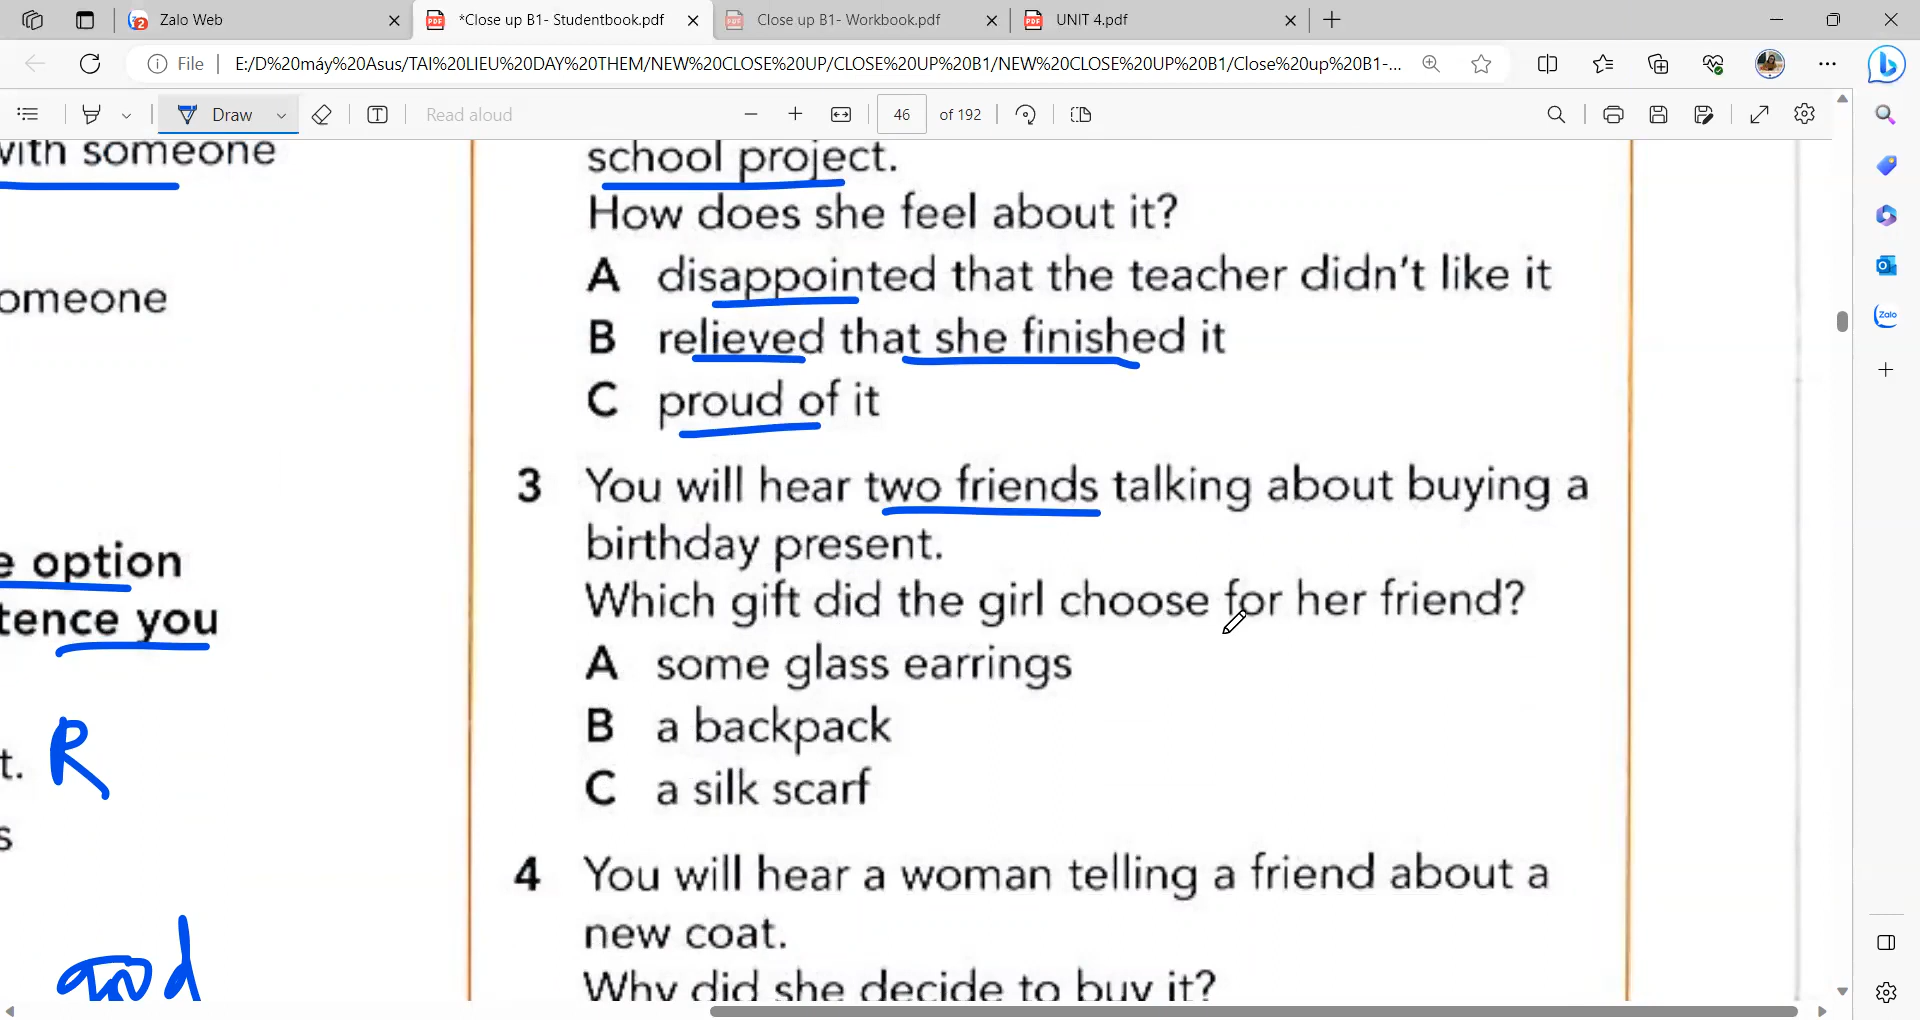 Zalo Web
*Close up B1- Studentbook.pdf
Close up B1- Workbook.pdf
UNIT 4.pdf
File
E:/D%20máy%20Asus/TAI%20LIEU%20DAY%20THEM/NEW%20CLOSE%20UP/CLOSE%20UP%20B1/NEW%20CLOSE%20UP%20B1/Close%20up%20B1-...
Draw
Read aloud
46
of 192
with someone
omeone
e option
tence you
t. R
s
school project.
How does she feel about it?
A disappointed that the teacher didn't like it
B relieved that she finished it
C proud of it
3 You will hear two friends talking about buying a
birthday present.
Which gift did the girl choose for her friend?
A some glass earrings
B a backpack
C a silk scarf
4 You will hear a woman telling a friend about a
new coat.
Why did she decide to buy it?
Zalo